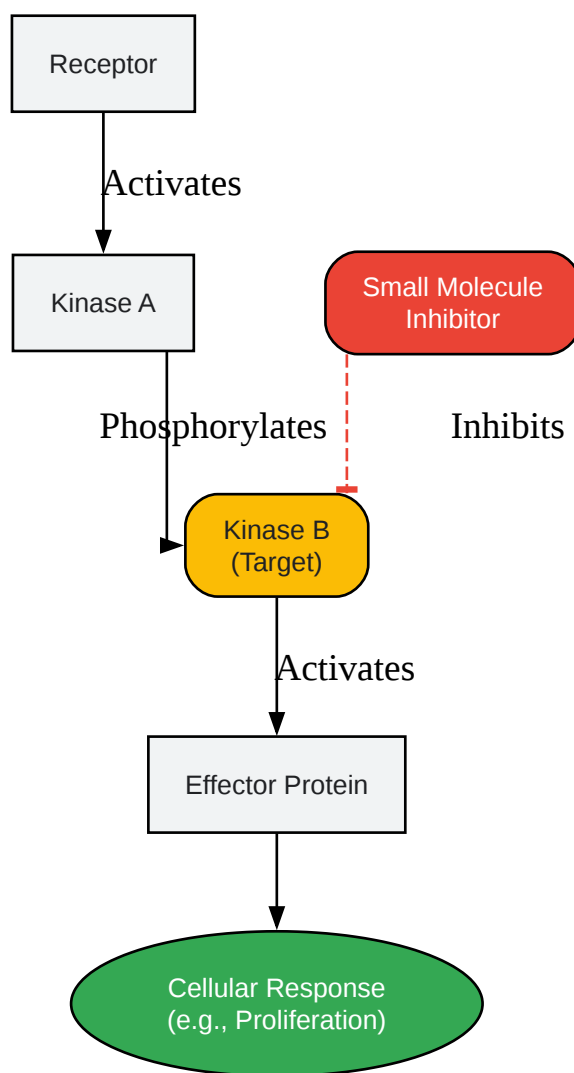 Receptor
Activates
Kinase A
Small Molecule
Inhibitor
Phosphorylates
Inhibits
Kinase B
(Target)
Activates
Effector Protein
Cellular Response
(e.g., Proliferation)